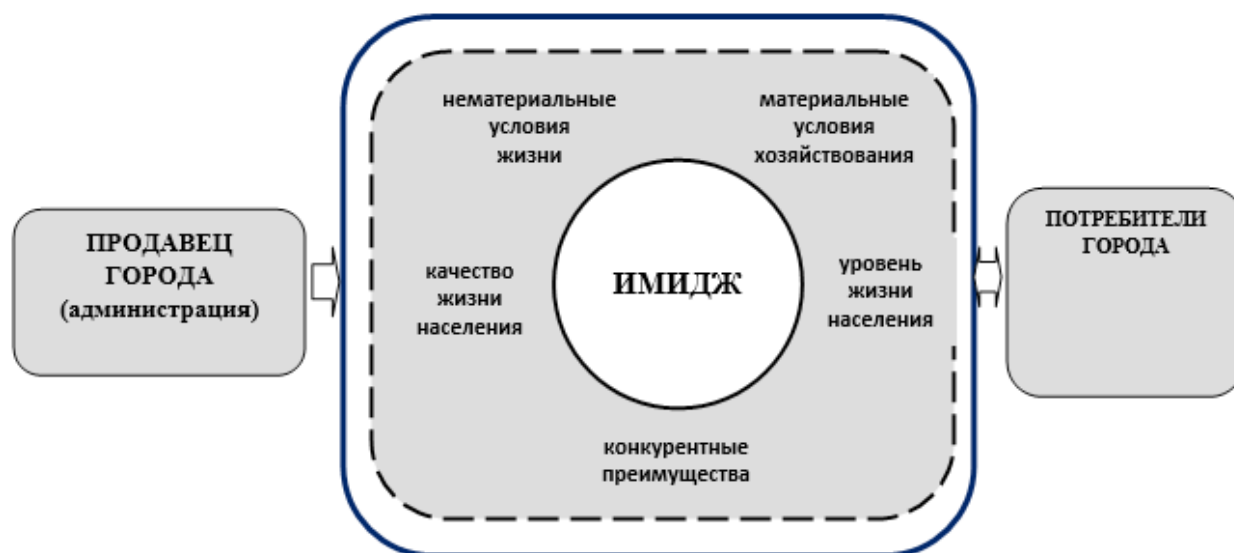 нематериальные
условия
жизни
материальные
условия
хозяйствования
ПРОДАВЕЦ
ГОРОДА
(администрация)
качество
жизни
населения
ИМИДЖ
уровень
жизни
населения
ПОТРЕБИТЕЛИ
ГОРОДА
конкурентные
преимущества